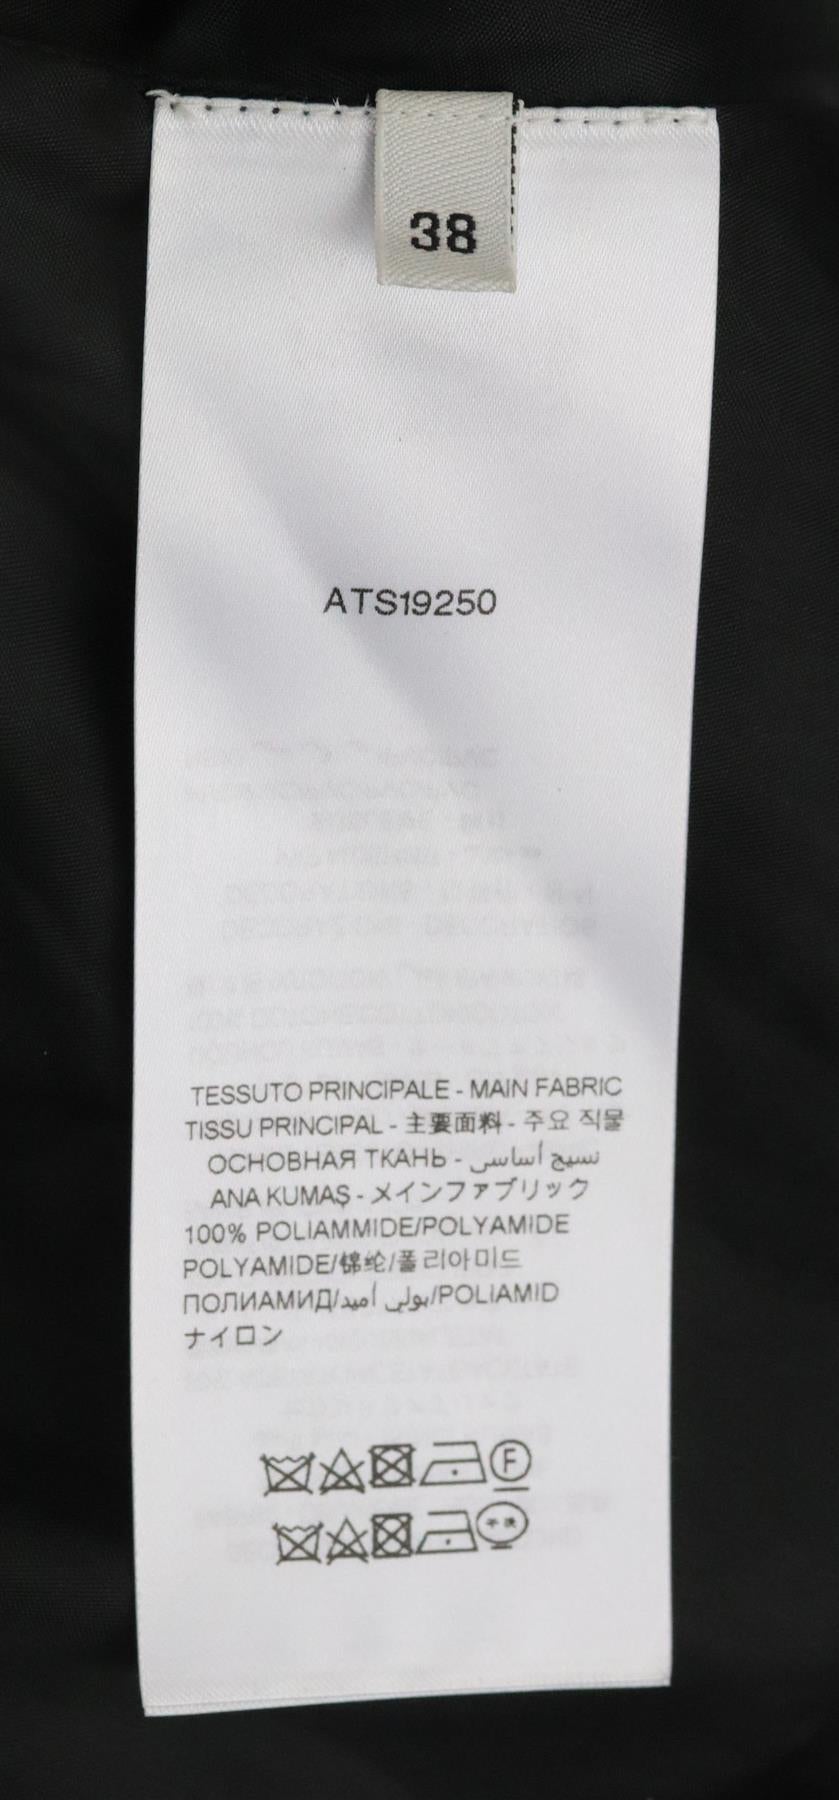 38
ATS19250
TESSUTO PRINCIPALE - MAIN FABRIC
TISSU PRINCIPAL - 主要面料 - 주요 직물
ОСНОВНАЯ ТКАНЬ - نسيج أساسي
ANA KUMAŞ - メインファブリック
100% POLIAMMIDE/POLYAMIDE
POLYAMIDE/锦纶/폴리아미드
ПОЛИАМИД/بولي أميد/POLIAMID
ナイロン
F
干洗